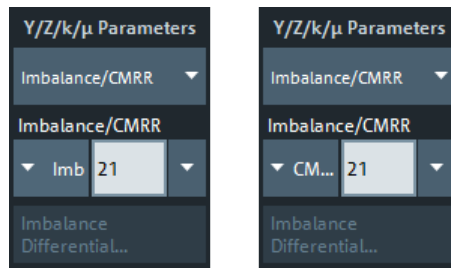 Y/Z/k/µ Parameters
Imbalance/CMRR
Imbalance/CMRR
Imb 21
Imbalance
Differential...
Y/Z/k/µ Parameters
Imbalance/CMRR
Imbalance/CMRR
CM... 21
Imbalance
Differential...